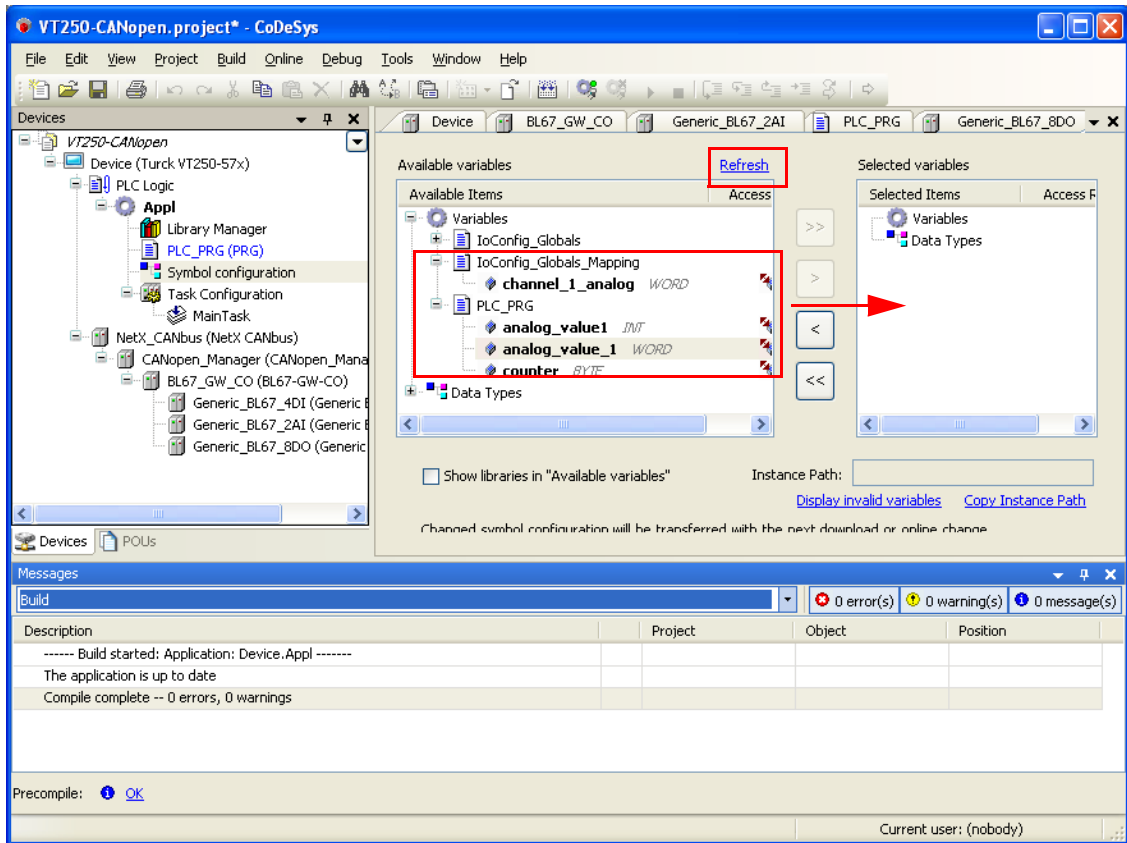 VT250-CANopen.project* - CoDeSys
File Edit View Project Build Online Debug Tools Window Help
Devices
VT250-CANopen
Device (Turck VT250-57x)
PLC Logic
Appl
Library Manager
PLC_PRG (PRG)
Symbol configuration
Task Configuration
MainTask
NetX_CANbus (NetX CANbus)
CANopen_Manager (CANopen_Mana
BL67_GW_CO (BL67-GW-CO)
Generic_BL67_4DI (Generic
Generic_BL67_2AI (Generic
Generic_BL67_8DO (Generic
Devices POUs
Device BL67_GW_CO Generic_BL67_2AI PLC_PRG Generic_BL67_8DO
Available variables Refresh
Available Items Access
Variables
IoConfig_Globals
IoConfig_Globals_Mapping
channel_1_analog WORD
PLC_PRG
analog_value1 INT
analog_value_1 WORD
counter BYTE
Data Types
>>
>
<
<<
Selected variables
Selected Items Access R
Variables
Data Types
Show libraries in "Available variables" Instance Path:
Display invalid variables Copy Instance Path
Changed symbol configuration will be transferred with the next download or online change
Messages
Build 0 error(s) 0 warning(s) 0 message(s)
Description Project Object Position
------ Build started: Application: Device.Appl -------
The application is up to date
Compile complete -- 0 errors, 0 warnings
Precompile: OK
Current user: (nobody)